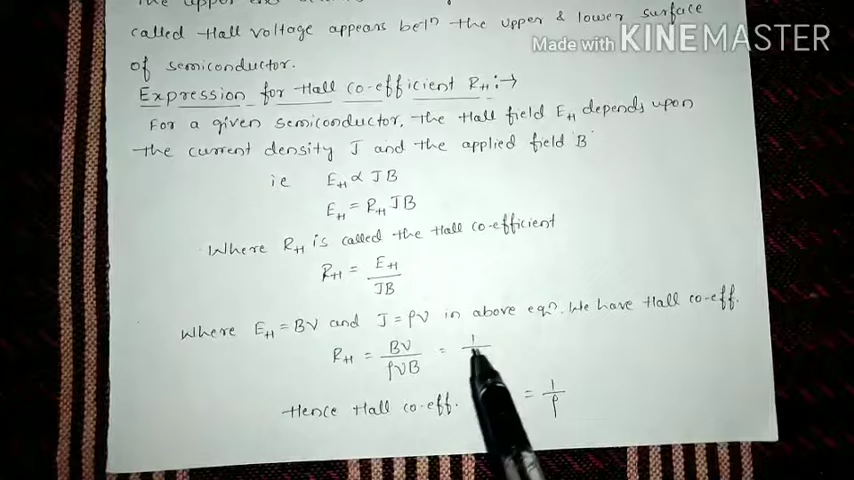 called Hall voltage appears betn the upper & lower surface
of semiconductor.
Made with KINEMASTER
Expression for Hall co-efficient RH :→
For a given semiconductor, the Hall field EH depends upon
the current density J and the applied field B
ie EH ∝ JB
EH = RH JB
Where RH is called the Hall co-efficient
RH = EH / JB
Where EH = BV and J = ρV in above eqn. We have Hall co-eff.
RH = BV / ρVB = 1
Hence Hall co-eff. = 1 / ρ